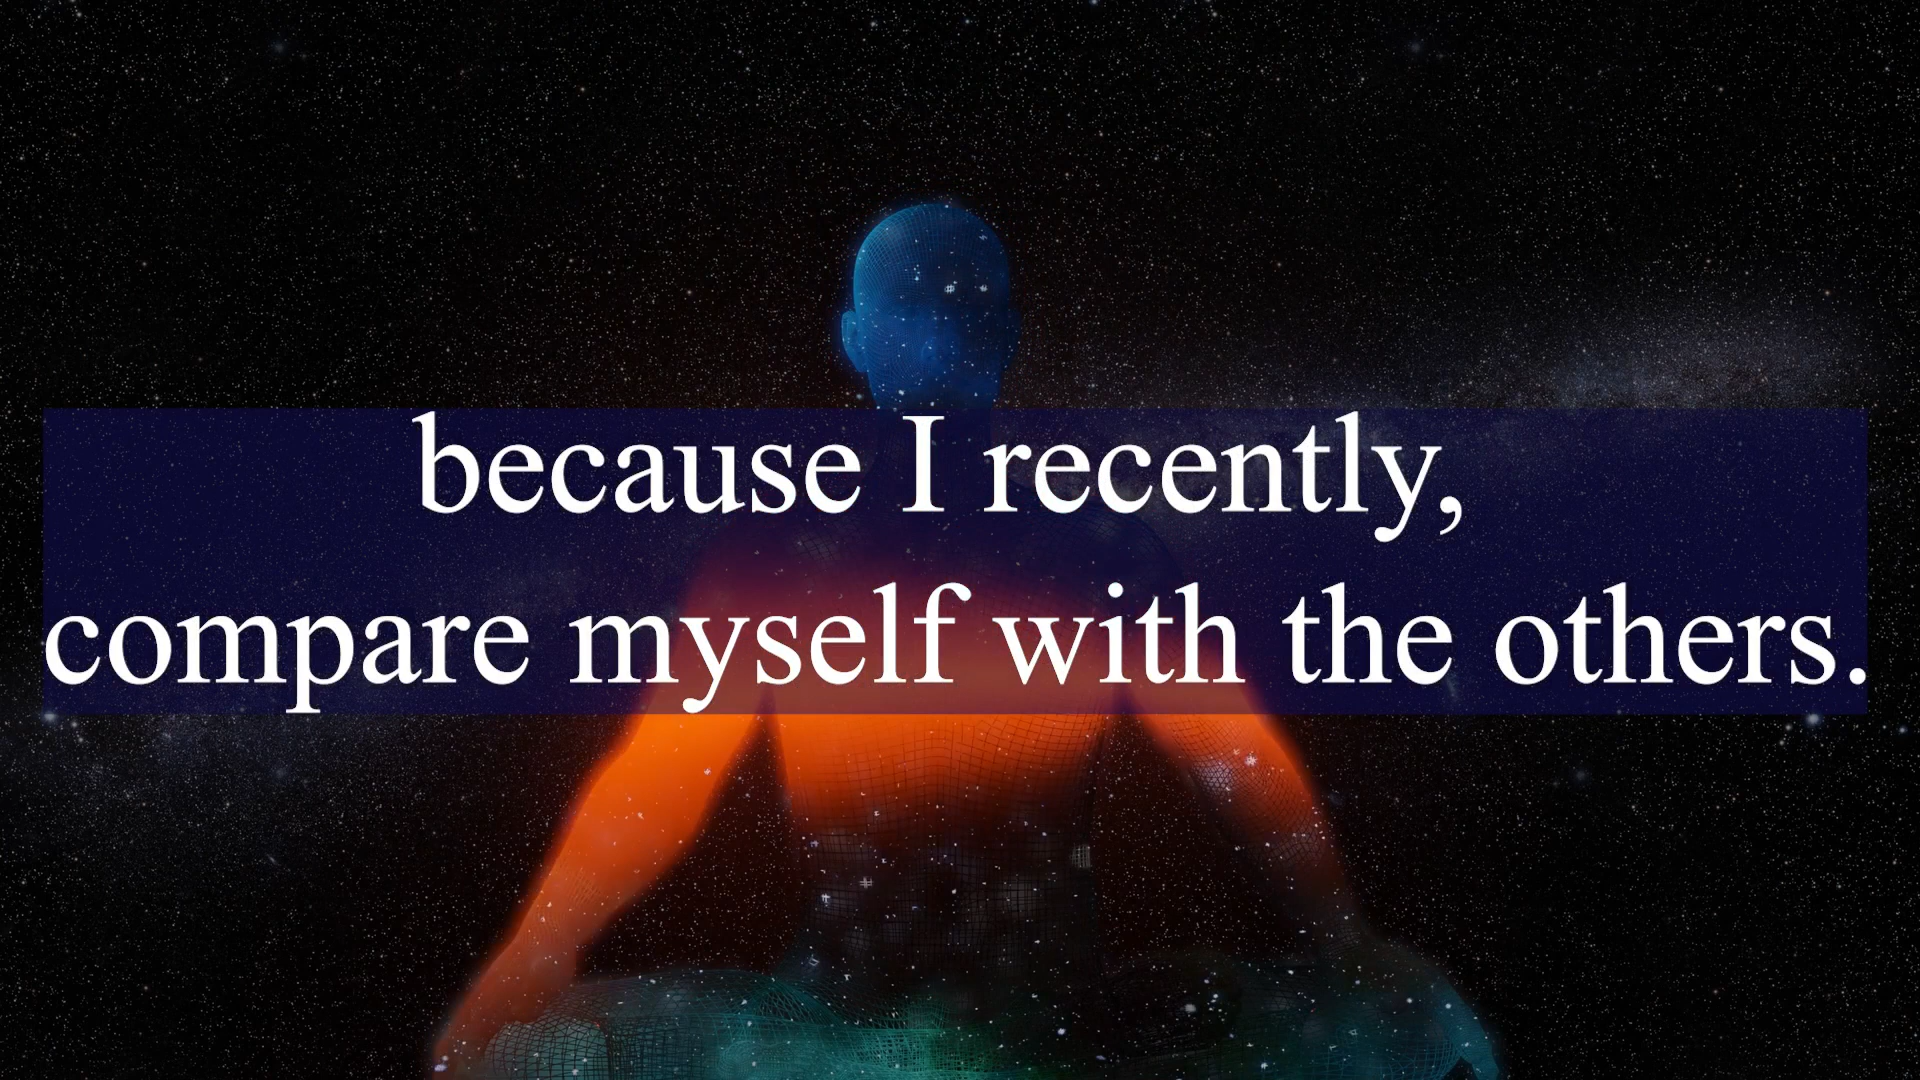 because I recently,
compare myself with the others.